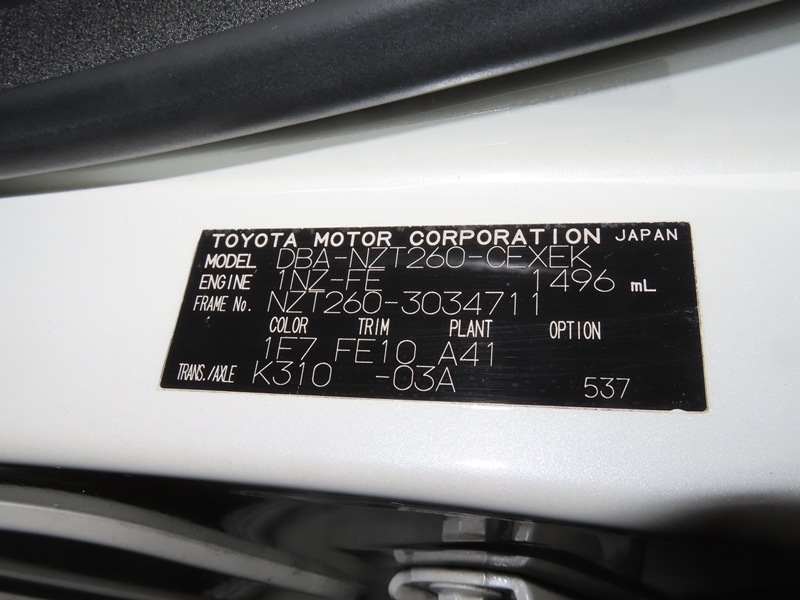 TOYOTA MOTOR CORPORATION JAPAN
MODEL DBA-NZT260-CEXEK
ENGINE 1NZ-FE 1496 mL
FRAME No. NZT260-3034711
COLOR TRIM PLANT OPTION
1E7 FE10 A41
TRANS./AXLE K310 -03A 537